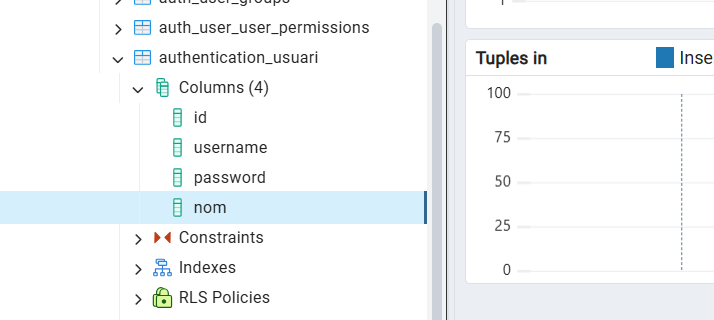 auth_user_groups
auth_user_user_permissions
authentication_usuari
Columns (4)
id
username
password
nom
Constraints
Indexes
RLS Policies
1
Tuples in
Inse
100
75
50
25
0